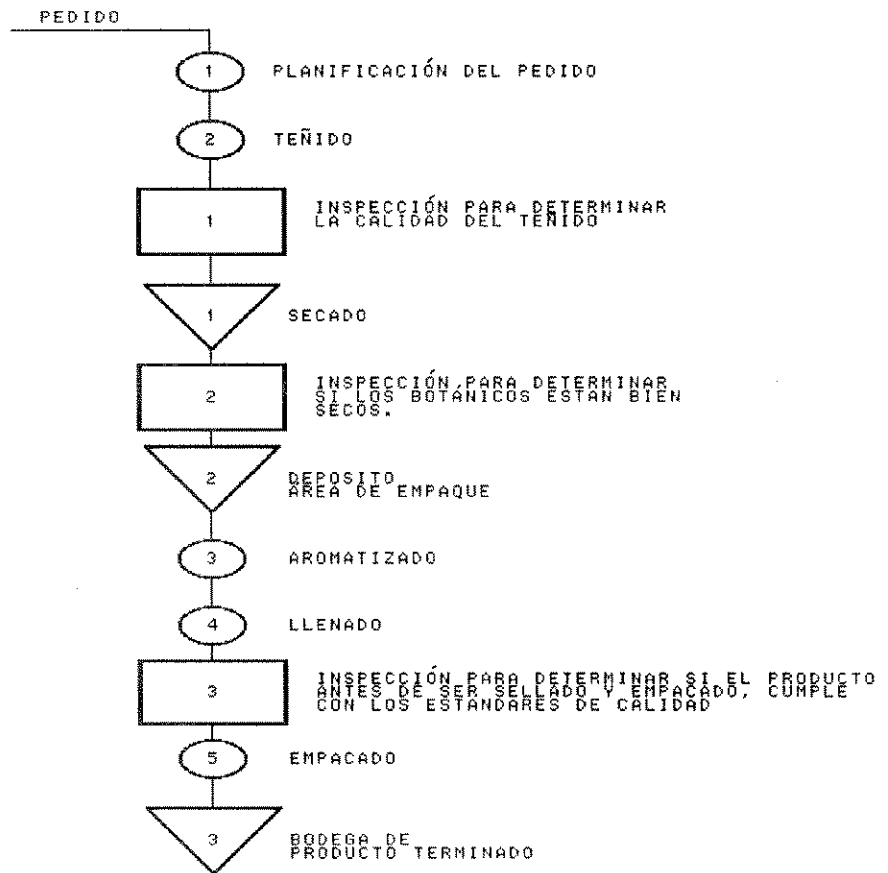 PEDIDO
1 PLANIFICACIÓN DEL PEDIDO
2 TEÑIDO
1 INSPECCIÓN PARA DETERMINAR
LA CALIDAD DEL TEÑIDO
1 SECADO
2 INSPECCIÓN PARA DETERMINAR
SI LOS BOTANICOS ESTAN BIEN
SECOS.
2 DEPOSITO
AREA DE EMPAQUE
3 AROMATIZADO
4 LLENADO
3 INSPECCIÓN PARA DETERMINAR SI EL PRODUCTO
ANTES DE SER SELLADO Y EMPACADO, CUMPLE
CON LOS ESTANDARES DE CALIDAD
5 EMPACADO
3 BODEGA DE
PRODUCTO TERMINADO